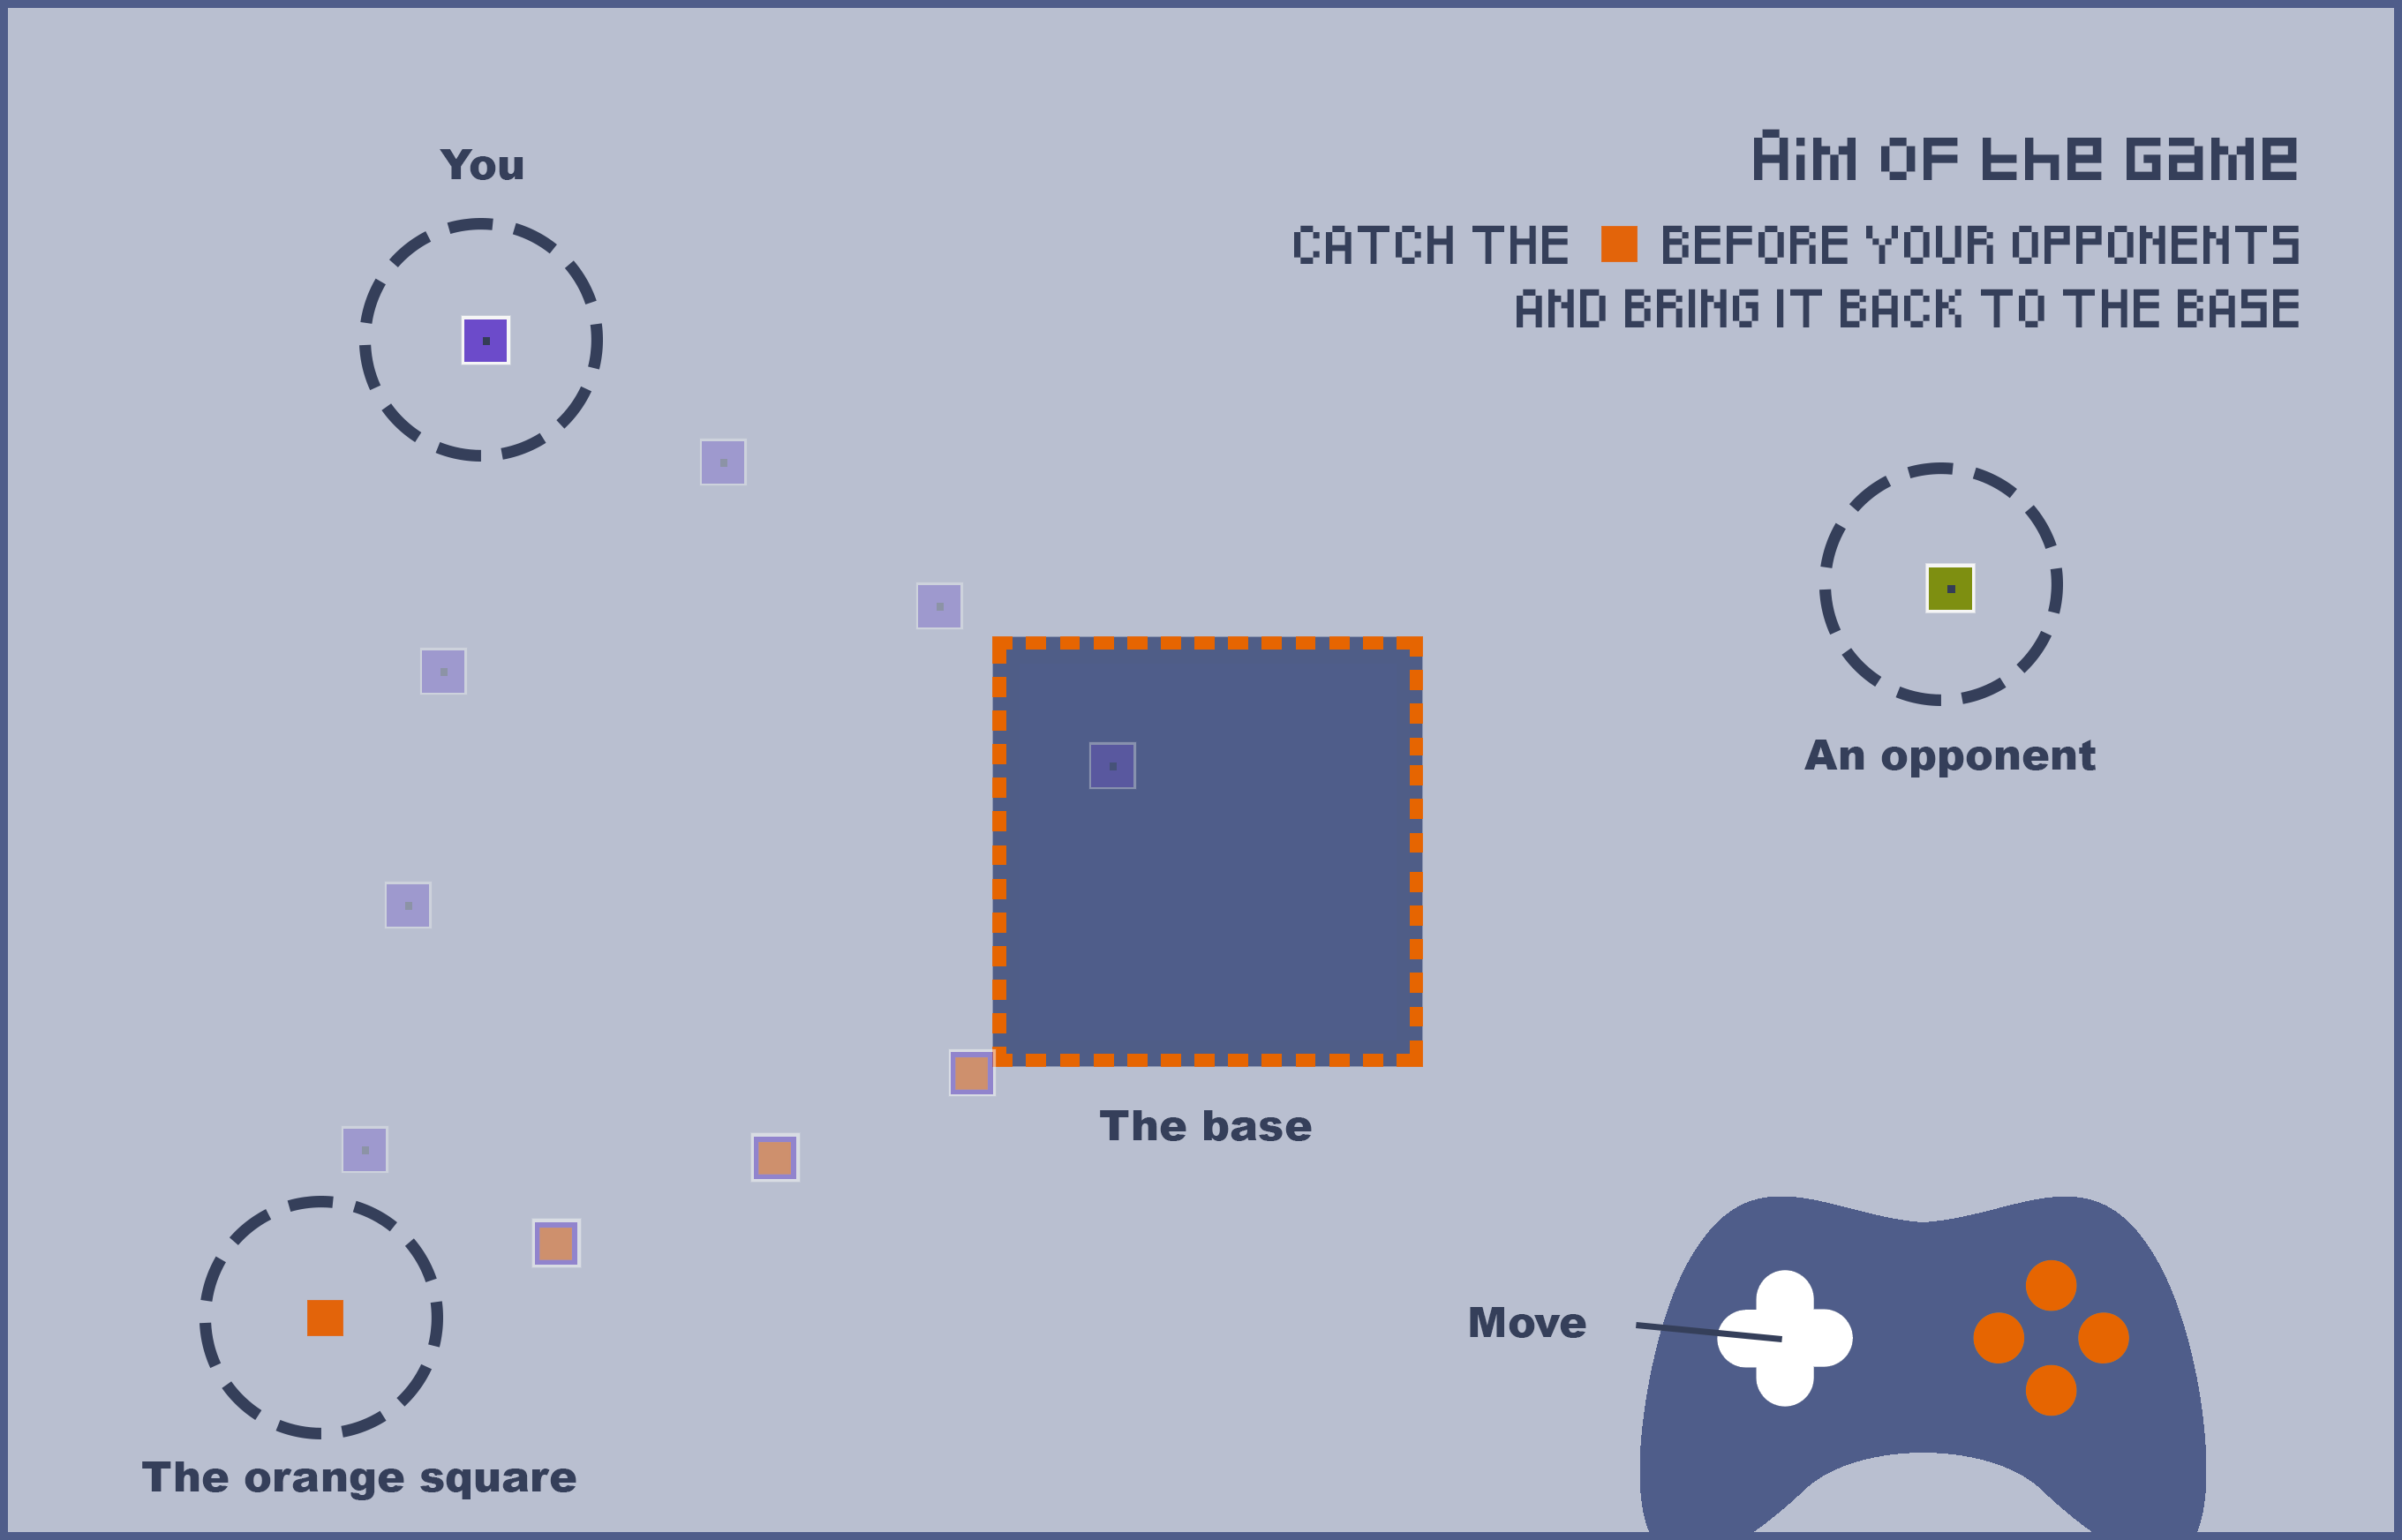 Aim of the Game
CATCH THE BEFORE YOUR OPPONENTS
AND BRING IT BACK TO THE BASE
You
An opponent
The base
Move
The orange square